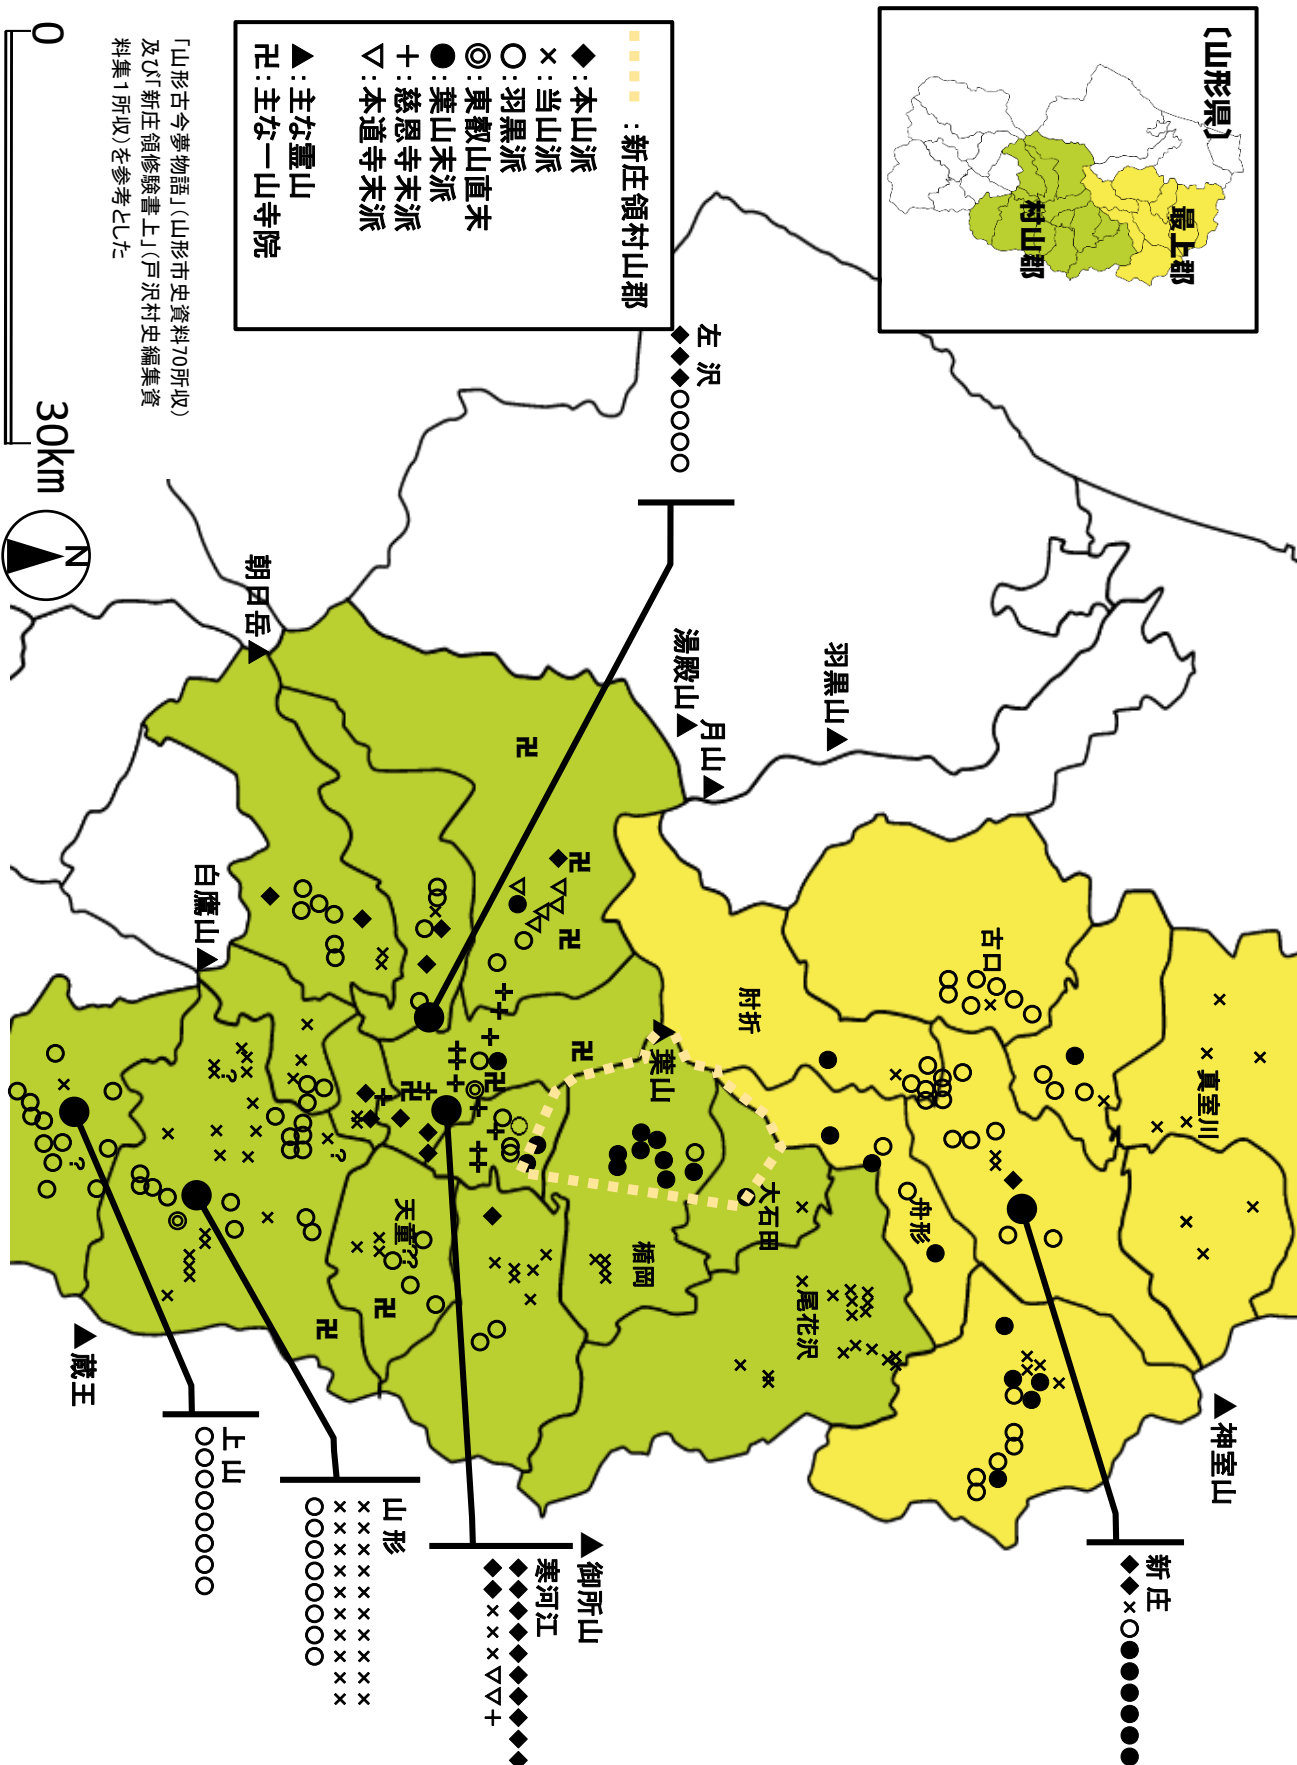 〔山形県〕
最上郡
村山郡
：新庄領村山郡
◆：本山派
×：当山派
○：羽黒派
◎：東叡山直末
●：葉山末派
＋：慈恩寺末派
▽：本道寺末派
▲：主な霊山
卍：主な一山寺院
「山形古今夢物語」（山形市史資料70所収）
及び「新庄領修験書上」（戸沢村史編集資
料集1所収）を参考とした
0
30km
N
左沢
羽黒山
月山
湯殿山
朝日岳
白鷹山
真室川
古口
肘折
葉山
舟形
大石田
尾花沢
楯岡
天童??
?
?
?
神室山
新庄
御所山
寒河江
山形
上山
蔵王